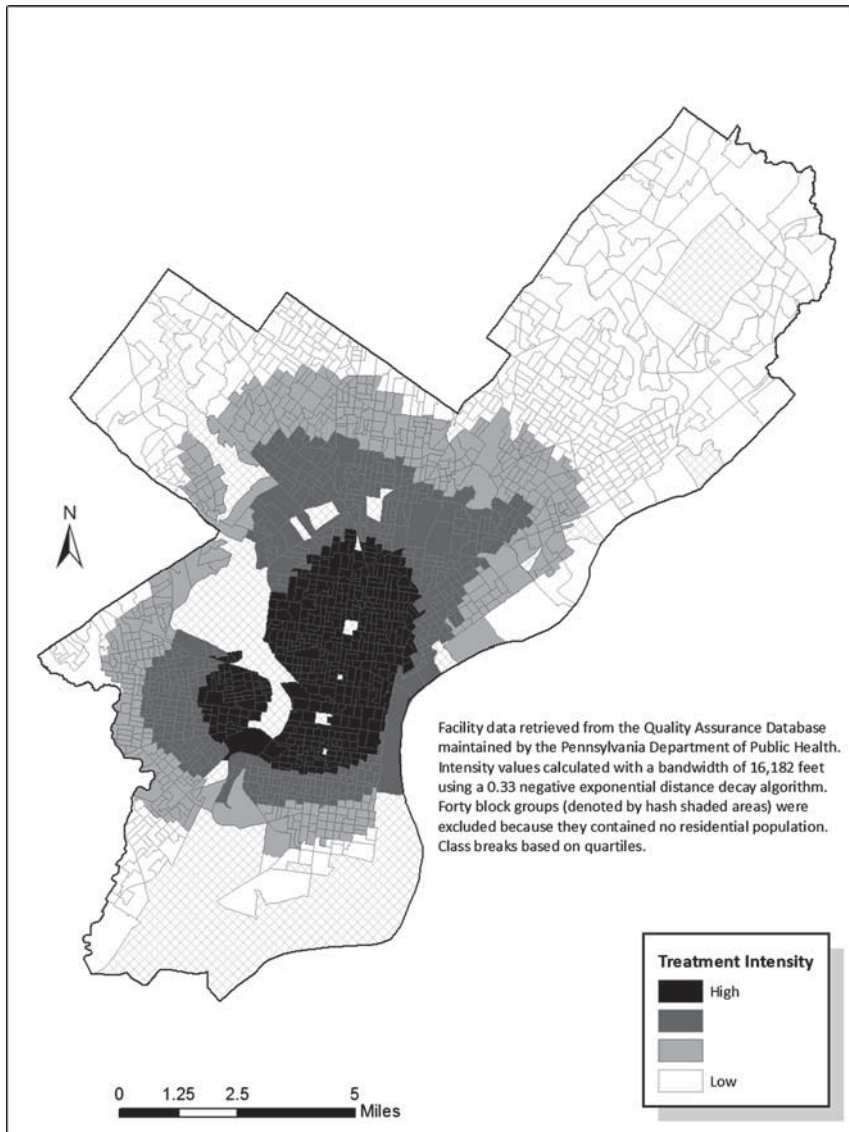 N
Facility data retrieved from the Quality Assurance Database
maintained by the Pennsylvania Department of Public Health.
Intensity values calculated with a bandwidth of 16,182 feet
using a 0.33 negative exponential distance decay algorithm.
Forty block groups (denoted by hash shaded areas) were
excluded because they contained no residential population.
Class breaks based on quartiles.
Treatment Intensity
High
Low
0 1.25 2.5 5
Miles